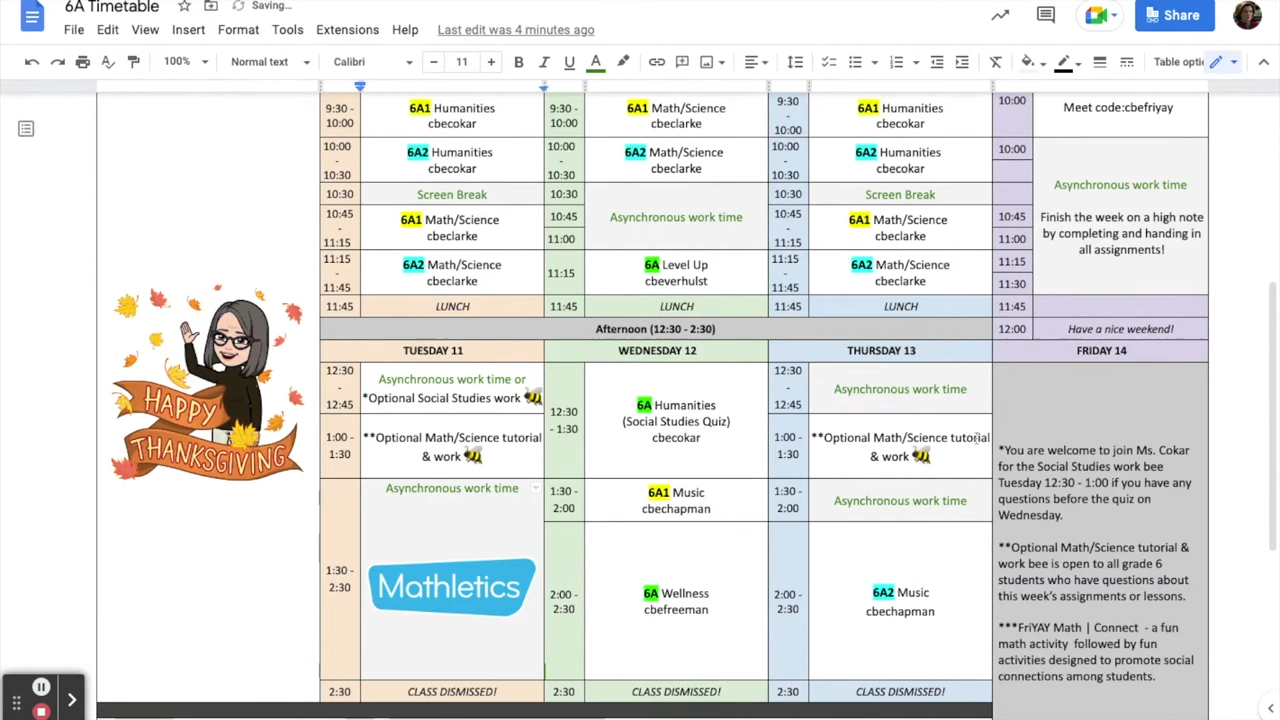 6A Timetable
Saving...
Share
File Edit View Insert Format Tools Extensions Help Last edit was 4 minutes ago
100% Normal text Calibri 11 B I U A Table opti
9:30 - 10:00
6A1 Humanities
cbecokar
9:30 - 10:00
6A1 Math/Science
cbeclarke
9:30 - 10:00
6A1 Humanities
cbecokar
10:00
Meet code:cbefriyay
10:00 - 10:30
6A2 Humanities
cbecokar
10:00 - 10:30
6A2 Math/Science
cbeclarke
10:00 - 10:30
6A2 Humanities
cbecokar
10:00
Asynchronous work time
Finish the week on a high note
by completing and handing in
all assignments!
10:30
Screen Break
10:30
Asynchronous work time
10:30
Screen Break
10:45 - 11:15
6A1 Math/Science
cbeclarke
10:45
11:00
10:45 - 11:15
6A1 Math/Science
cbeclarke
10:45
11:00
11:15 - 11:45
6A2 Math/Science
cbeclarke
11:15
6A Level Up
cbeverhulst
11:15 - 11:45
6A2 Math/Science
cbeclarke
11:15
11:30
11:45
LUNCH
11:45
LUNCH
11:45
LUNCH
11:45
Afternoon (12:30 - 2:30)
12:00
Have a nice weekend!
TUESDAY 11
WEDNESDAY 12
THURSDAY 13
FRIDAY 14
12:30 - 12:45
Asynchronous work time or
*Optional Social Studies work
12:30 - 1:30
6A Humanities
(Social Studies Quiz)
cbecokar
12:30 - 12:45
Asynchronous work time
1:00 - 1:30
**Optional Math/Science tutorial
& work
1:00 - 1:30
**Optional Math/Science tutorial
& work
1:30 - 2:30
Asynchronous work time
Mathletics
1:30 - 2:00
6A1 Music
cbechapman
1:30 - 2:00
Asynchronous work time
2:00 - 2:30
6A Wellness
cbefreeman
2:00 - 2:30
6A2 Music
cbechapman
*You are welcome to join Ms. Cokar
for the Social Studies work bee
Tuesday 12:30 - 1:00 if you have any
questions before the quiz on
Wednesday.
**Optional Math/Science tutorial &
work bee is open to all grade 6
students who have questions about
this week's assignments or lessons.
***FriYAY Math | Connect - a fun
math activity followed by fun
activities designed to promote social
connections among students.
2:30
CLASS DISMISSED!
2:30
CLASS DISMISSED!
2:30
CLASS DISMISSED!
HAPPY
THANKSGIVING